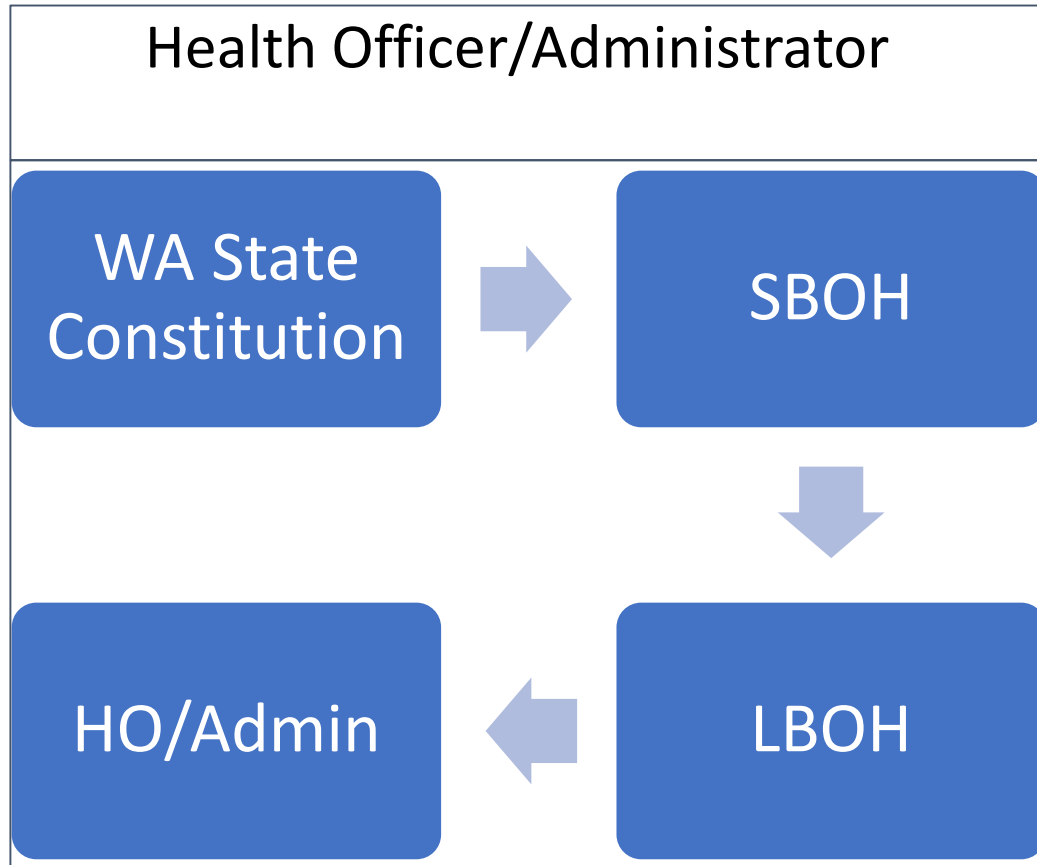 Health Officer/Administrator
WA State
Constitution
SBOH
LBOH
HO/Admin